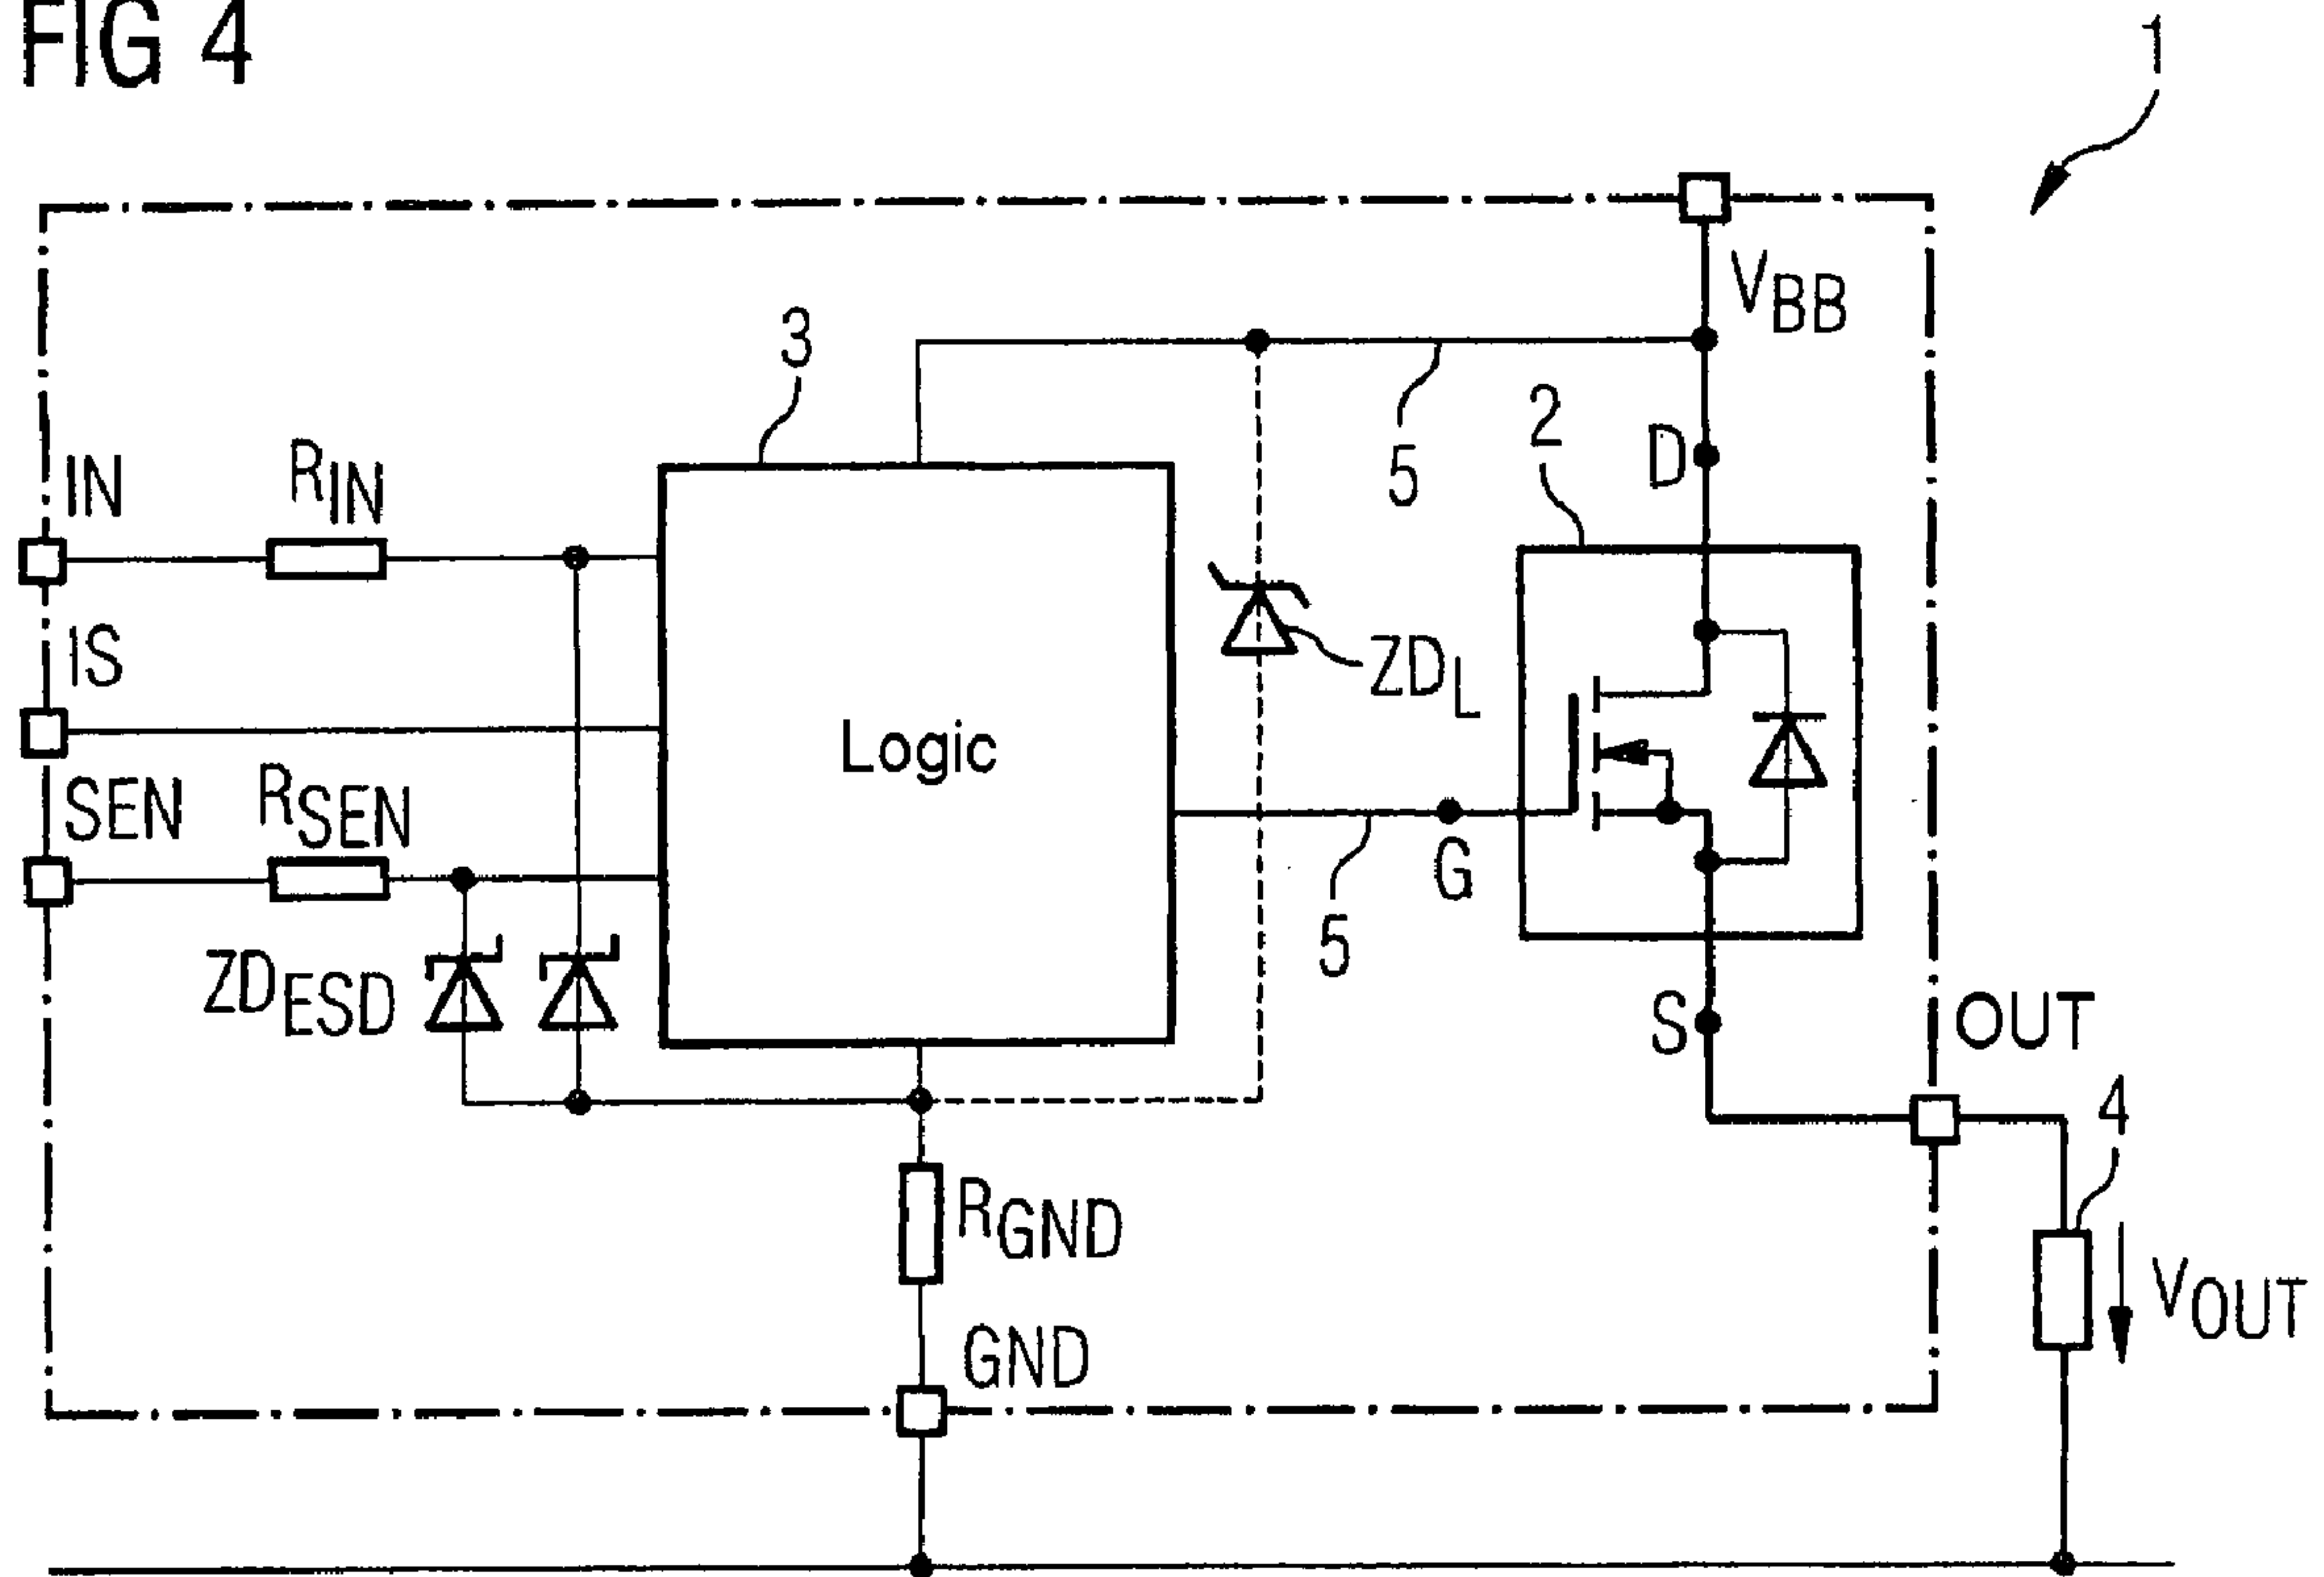 FIG 4
1
VBB
3
5
2
D
IN
RIN
IS
ZDL
Logic
SEN
RSEN
G
5
ZDESD
S
OUT
4
RGND
VOUT
GND